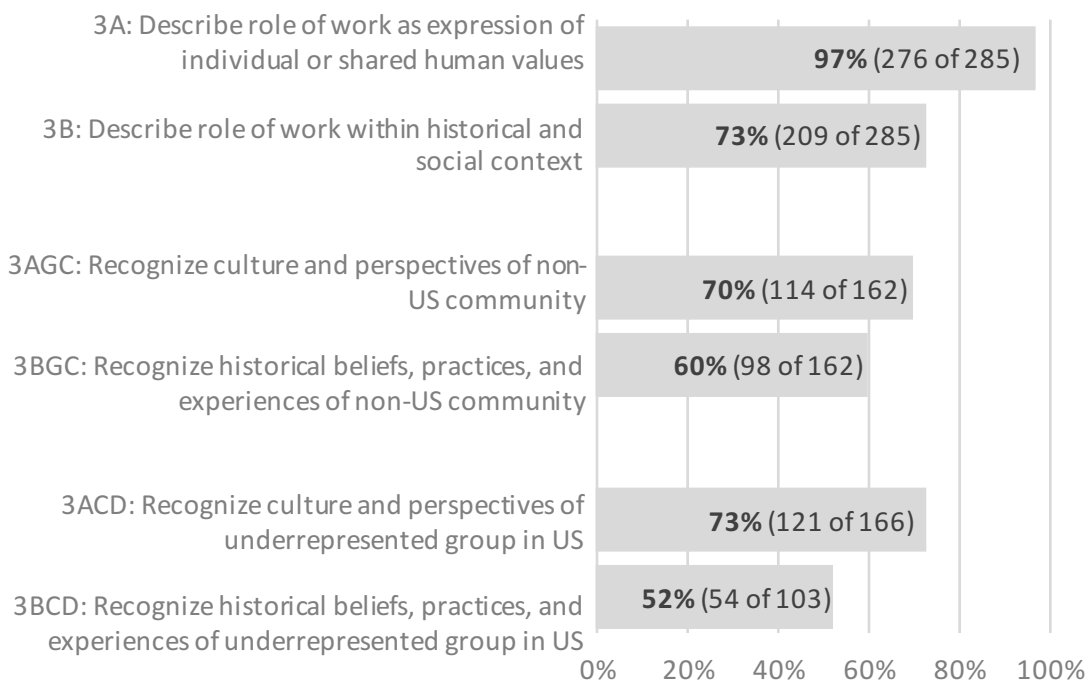 3A: Describe role of work as expression of
individual or shared human values
97% (276 of 285)
3B: Describe role of work within historical and
social context
73% (209 of 285)
3AGC: Recognize culture and perspectives of non-
US community
70% (114 of 162)
3BGC: Recognize historical beliefs, practices, and
experiences of non-US community
60% (98 of 162)
3ACD: Recognize culture and perspectives of
underrepresented group in US
73% (121 of 166)
3BCD: Recognize historical beliefs, practices, and
experiences of underrepresented group in US
52% (54 of 103)
0% 20% 40% 60% 80% 100%